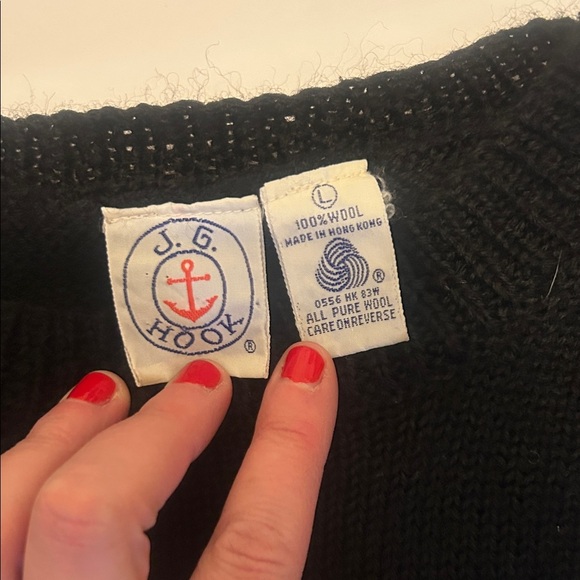 J. G.
HOOK
®
L
100% WOOL
MADE IN HONG KONG
®
0556 HK 83W
ALL PURE WOOL
CARE ON REVERSE